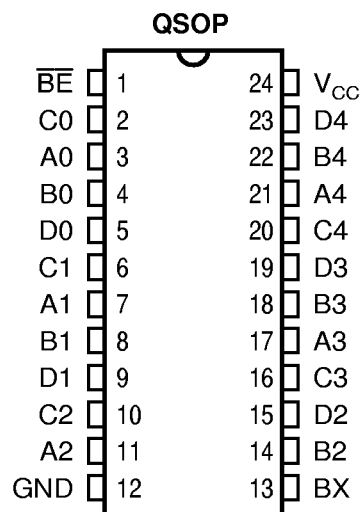 QSOP
B̅E̅ 1 24 VCC
C0 2 23 D4
A0 3 22 B4
B0 4 21 A4
D0 5 20 C4
C1 6 19 D3
A1 7 18 B3
B1 8 17 A3
D1 9 16 C3
C2 10 15 D2
A2 11 14 B2
GND 12 13 BX